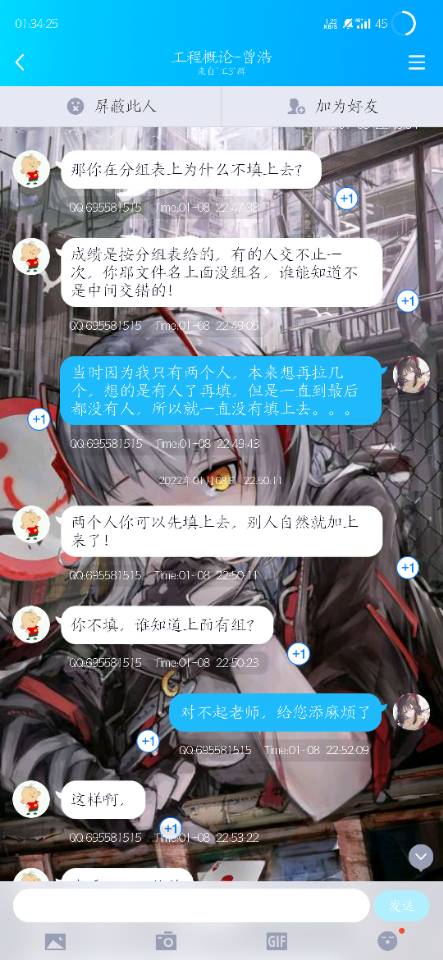 01:34:25
45
工程概论-曾浩
屏蔽此人
加为好友
那你在分组表上为什么不填上去?
+1
QQ:695581515 Time:01-08 22:47:38
成绩是按分组表给的,有的人交不止一
次,你那文件名上面没组名,谁能知道不
是中间交错的!
+1
QQ:695581515 Time:01-08 22:49:06
当时因为我只有两个人,本来想再拉几
个,想的是有人了再填,但是一直到最后
都没有人,所以就一直没有填上去。。。
+1
QQ:695581515 Time:01-08 22:49:43
2022年01月08日 22:50:11
两个人你可以先填上去,别人自然就加上
来了!
+1
QQ:695581515 Time:01-08 22:50:11
你不填,谁知道上面有组?
+1
QQ:695581515 Time:01-08 22:50:23
对不起老师,给您添麻烦了
+1
QQ:695581515 Time:01-08 22:52:09
这样啊,
+1
QQ:695581515 Time:01-08 22:53:22
发送
GIF